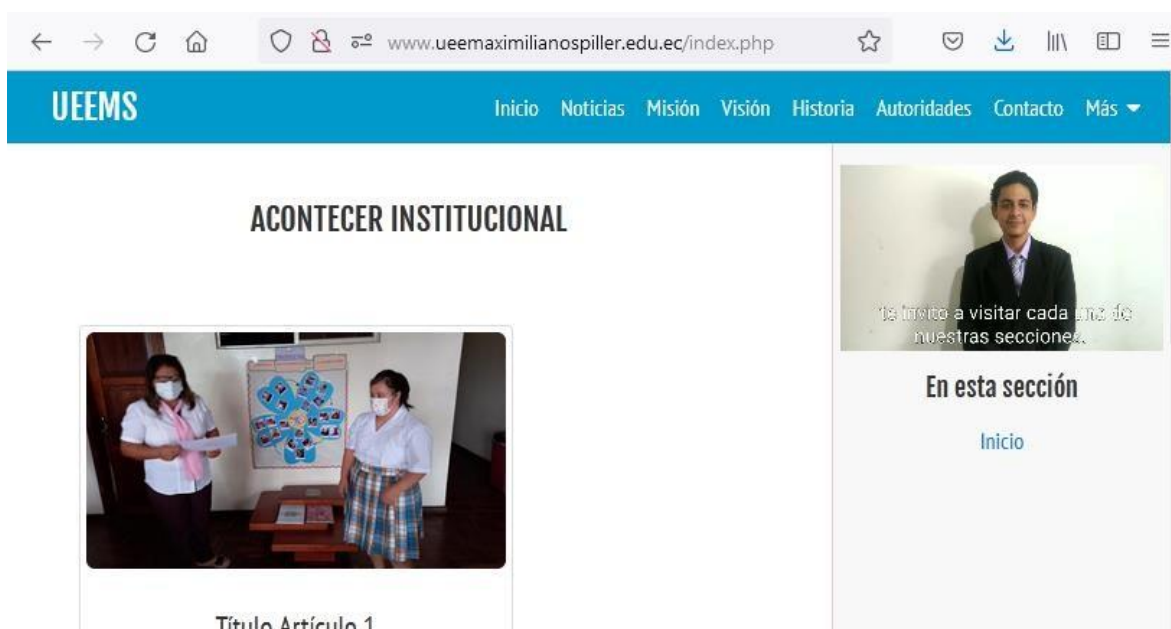 www.ueemaximilianospiller.edu.ec/index.php
UEEMS
Inicio Noticias Misión Visión Historia Autoridades Contacto Más
ACONTECER INSTITUCIONAL
te invito a visitar cada una de
nuestras secciones.
En esta sección
Inicio
Título Artículo 1